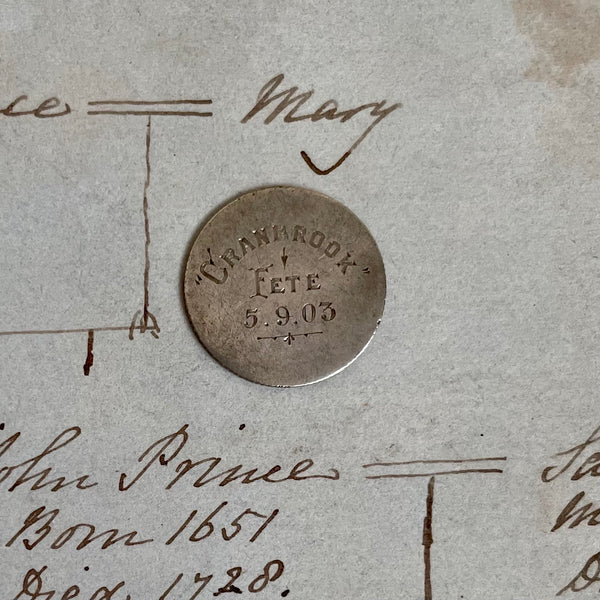 Mary
"CRANBROOK"
FETE
5.9.03
John Prince
Born 1651
Died 1728.